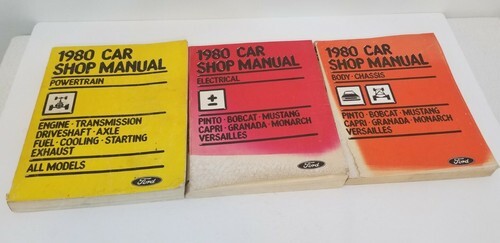 1980 CAR
SHOP MANUAL
POWERTRAIN
ENGINE · TRANSMISSION
DRIVESHAFT · AXLE
FUEL · COOLING · STARTING
EXHAUST
ALL MODELS
Ford
1980 CAR
SHOP MANUAL
ELECTRICAL
PINTO · BOBCAT · MUSTANG
CAPRI · GRANADA · MONARCH
VERSAILLES
Ford
1980 CAR
SHOP MANUAL
BODY · CHASSIS
PINTO · BOBCAT · MUSTANG
CAPRI · GRANADA · MONARCH
VERSAILLES
Ford